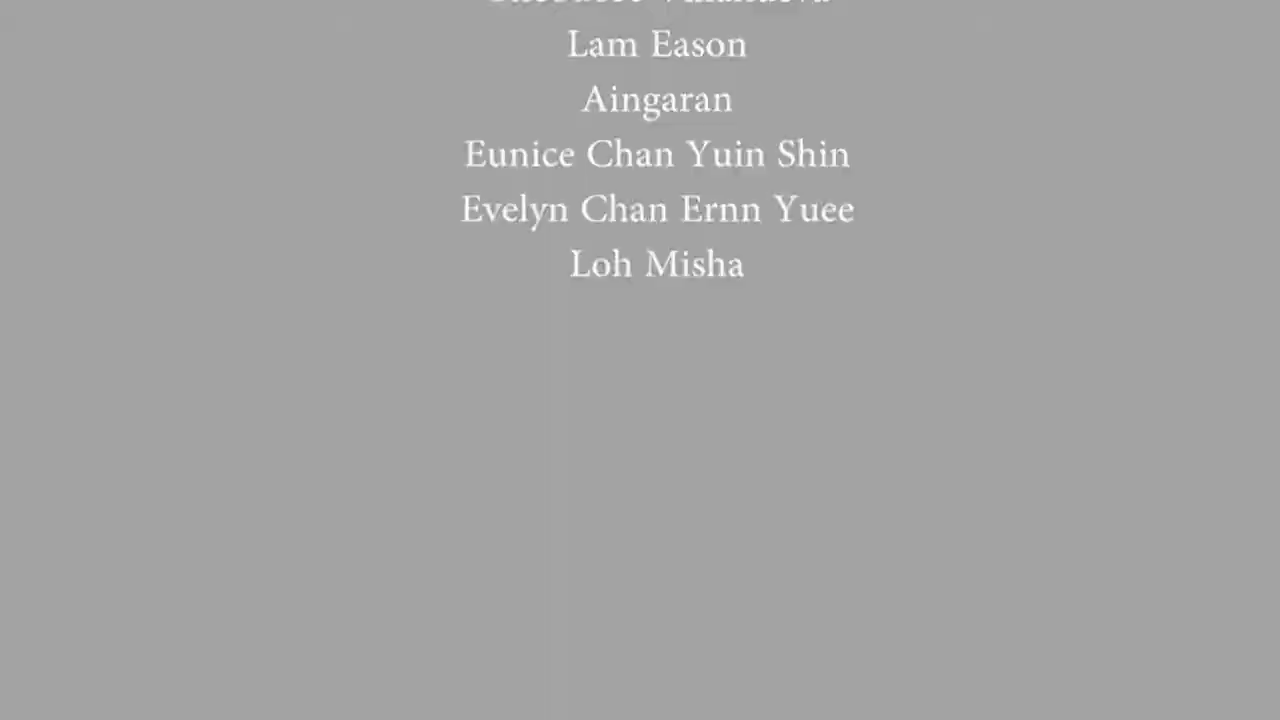 Lam Eason
Aingaran
Eunice Chan Yuin Shin
Evelyn Chan Ernn Yuee
Loh Misha